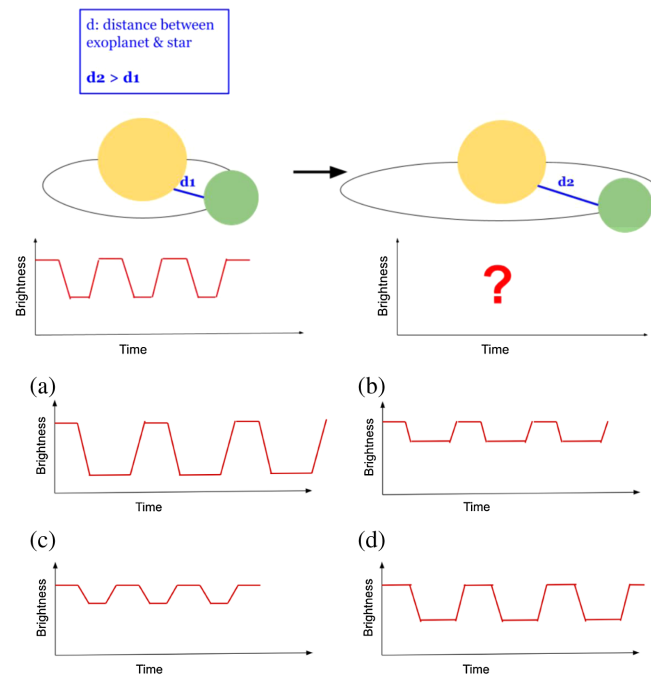 d: distance between
exoplanet & star
d2 > d1
d1
d2
Brightness
Time
?
Brightness
Time
(a)
Brightness
Time
(b)
Brightness
Time
(c)
Brightness
Time
(d)
Brightness
Time